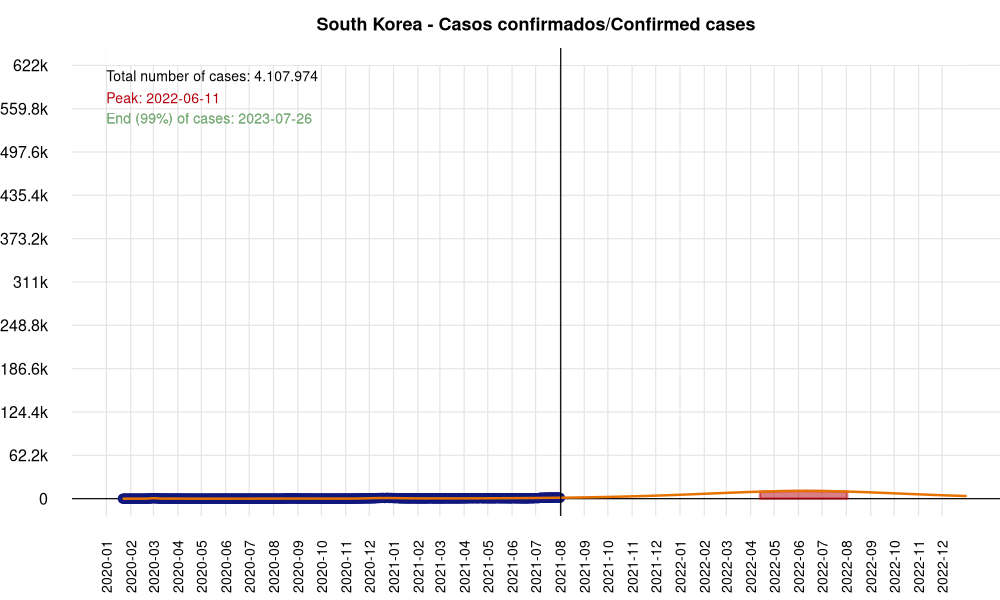 South Korea - Casos confirmados/Confirmed cases
622k
Total number of cases: 4.107.974
Peak: 2022-06-11
559.8k
End (99%) of cases: 2023-07-26
497.6k
435.4k
373.2k
311k
248.8k
186.6k
124.4k
62.2k
0
2020-01
2020-02
2020-03
2020-04
2020-05
2020-06
2020-07
2020-08
2020-09
2020-10
2020-11
2020-12
2021-01
2021-02
2021-03
2021-04
2021-05
2021-06
2021-07
2021-08
2021-09
2021-10
2021-11
2021-12
2022-01
2022-02
2022-03
2022-04
2022-05
2022-06
2022-07
2022-08
2022-09
2022-10
2022-11
2022-12